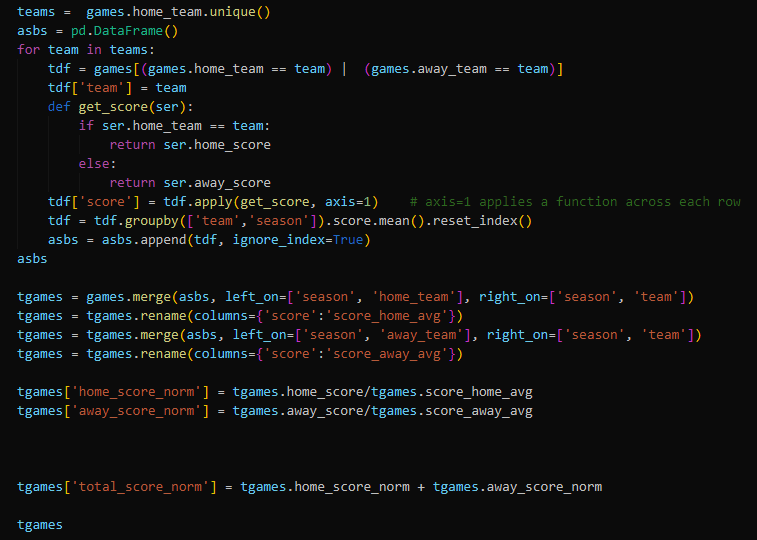 teams =  games.home_team.unique()
asbs = pd.DataFrame()
for team in teams:
    tdf = games[(games.home_team == team) |  (games.away_team == team)]
    tdf['team'] = team
    def get_score(ser):
        if ser.home_team == team:
            return ser.home_score
        else:
            return ser.away_score
    tdf['score'] = tdf.apply(get_score, axis=1)    # axis=1 applies a function across each row
    tdf = tdf.groupby(['team','season']).score.mean().reset_index()
    asbs = asbs.append(tdf, ignore_index=True)
asbs

tgames = games.merge(asbs, left_on=['season', 'home_team'], right_on=['season', 'team'])
tgames = tgames.rename(columns={'score':'score_home_avg'})
tgames = tgames.merge(asbs, left_on=['season', 'away_team'], right_on=['season', 'team'])
tgames = tgames.rename(columns={'score':'score_away_avg'})

tgames['home_score_norm'] = tgames.home_score/tgames.score_home_avg
tgames['away_score_norm'] = tgames.away_score/tgames.score_away_avg

tgames['total_score_norm'] = tgames.home_score_norm + tgames.away_score_norm

tgames